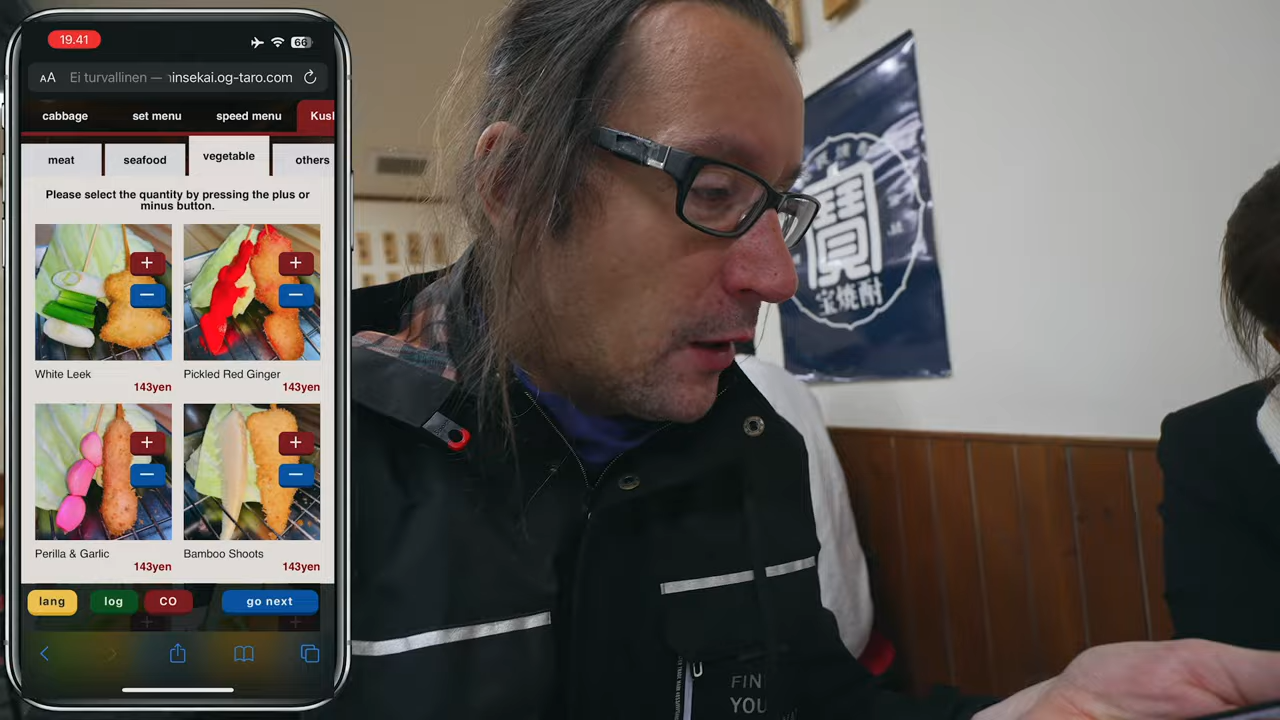 19.41
66
AA Ei turvallinen — insekai.og-taro.com
cabbage set menu speed menu Kush
meat seafood vegetable others
Please select the quantity by pressing the plus or
minus button.
+ +
− −
White Leek Pickled Red Ginger
143yen 143yen
+ +
− −
Perilla & Garlic Bamboo Shoots
143yen 143yen
lang log CO go next
寶
宝焼酎
FIN
YOU